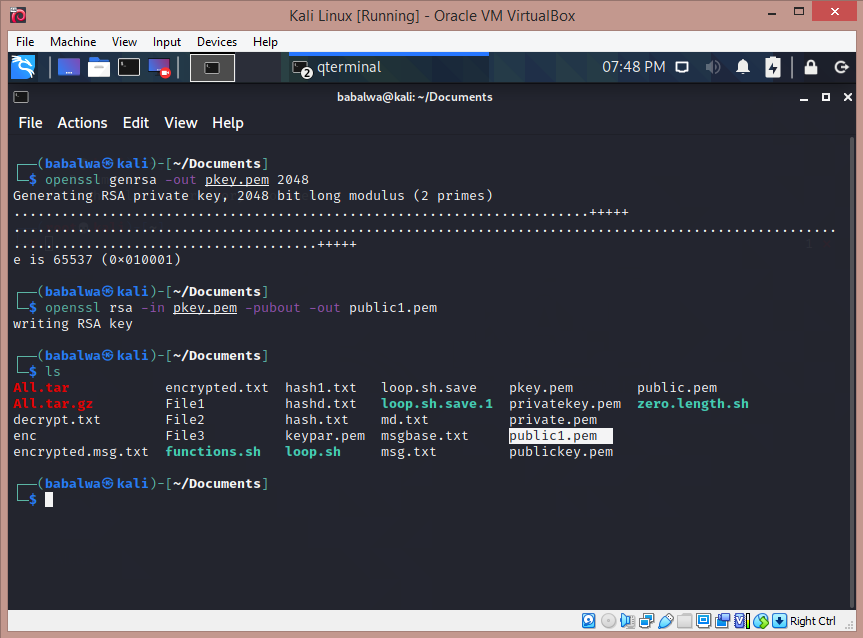 Kali Linux [Running] - Oracle VM VirtualBox
File Machine View Input Devices Help
2 qterminal 07:48 PM
babalwa@kali: ~/Documents
File Actions Edit View Help
┌──(babalwa㉿kali)-[~/Documents]
└─$ openssl genrsa -out pkey.pem 2048
Generating RSA private key, 2048 bit long modulus (2 primes)
........................................................................+++++
.......................................................................................................
......................................+++++
e is 65537 (0×010001)
┌──(babalwa㉿kali)-[~/Documents]
└─$ openssl rsa -in pkey.pem -pubout -out public1.pem
writing RSA key
┌──(babalwa㉿kali)-[~/Documents]
└─$ ls
All.tar encrypted.txt hash1.txt loop.sh.save pkey.pem public.pem
All.tar.gz File1 hashd.txt loop.sh.save.1 privatekey.pem zero.length.sh
decrypt.txt File2 hash.txt md.txt private.pem
enc File3 keypar.pem msgbase.txt public1.pem
encrypted.msg.txt functions.sh loop.sh msg.txt publickey.pem
┌──(babalwa㉿kali)-[~/Documents]
└─$
Right Ctrl